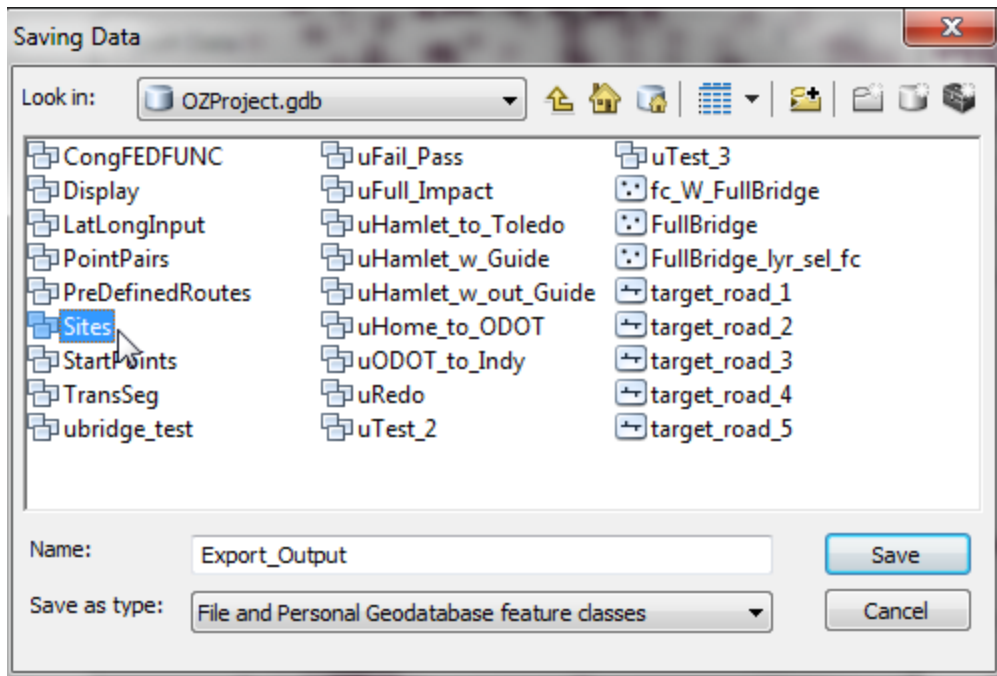 Saving Data
Look in: OZProject.gdb
CongFEDFUNC uFail_Pass uTest_3
Display uFull_Impact fc_W_FullBridge
LatLongInput uHamlet_to_Toledo FullBridge
PointPairs uHamlet_w_Guide FullBridge_lyr_sel_fc
PreDefinedRoutes uHamlet_w_out_Guide target_road_1
Sites uHome_to_ODOT target_road_2
StartPoints uODOT_to_Indy target_road_3
TransSeg uRedo target_road_4
ubridge_test uTest_2 target_road_5
Name: Export_Output Save
Save as type: File and Personal Geodatabase feature classes Cancel